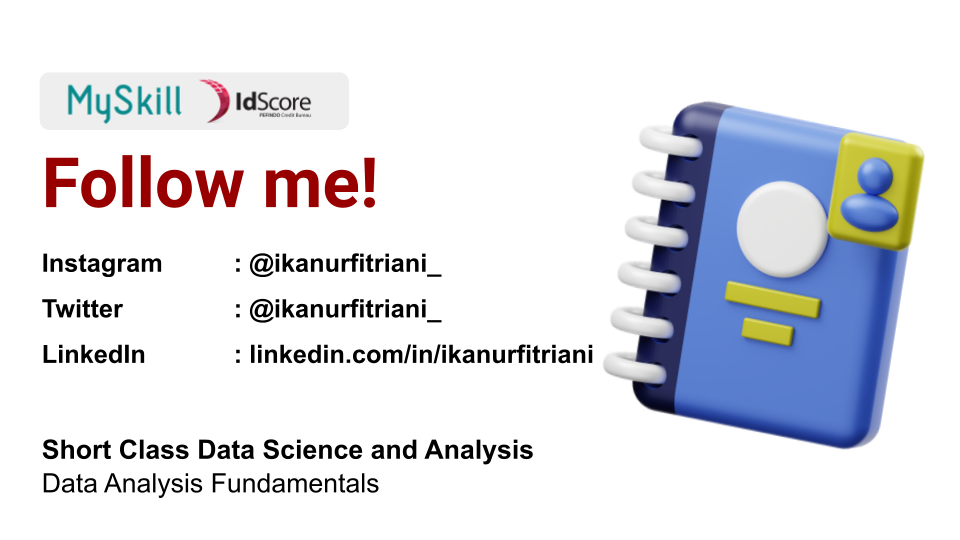 MySkill IdScore
PEFINDO Credit Bureau
Follow me!
Instagram : @ikanurfitriani_
Twitter : @ikanurfitriani_
LinkedIn : linkedin.com/in/ikanurfitriani
Short Class Data Science and Analysis
Data Analysis Fundamentals